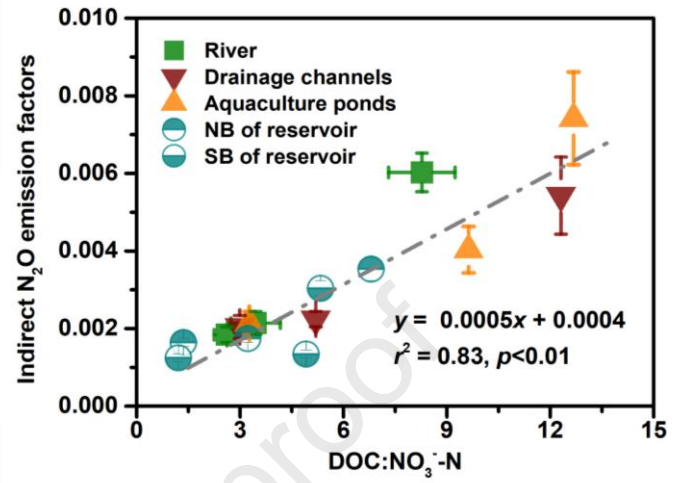 0.010
0.008
0.006
0.004
0.002
0.000
Indirect N₂O emission factors
River
Drainage channels
Aquaculture ponds
NB of reservoir
SB of reservoir
y = 0.0005x + 0.0004
r² = 0.83, p<0.01
0 3 6 9 12 15
DOC:NO₃⁻-N
proof